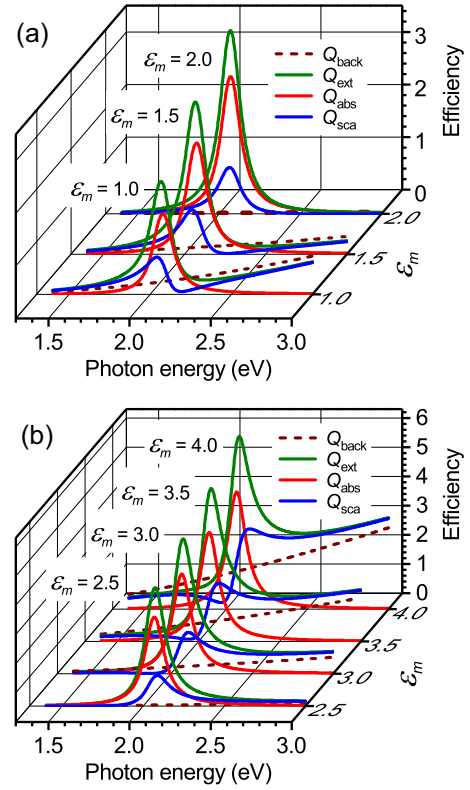 (a)
3
2
1
0
Efficiency
εm = 2.0
εm = 1.5
εm = 1.0
Qback
Qext
Qabs
Qsca
2.0
1.5
1.0
εm
1.5 2.0 2.5 3.0
Photon energy (eV)
(b)
6
5
4
3
2
1
0
Efficiency
εm = 4.0
εm = 3.5
εm = 3.0
εm = 2.5
Qback
Qext
Qabs
Qsca
4.0
3.5
3.0
2.5
εm
1.5 2.0 2.5 3.0
Photon energy (eV)